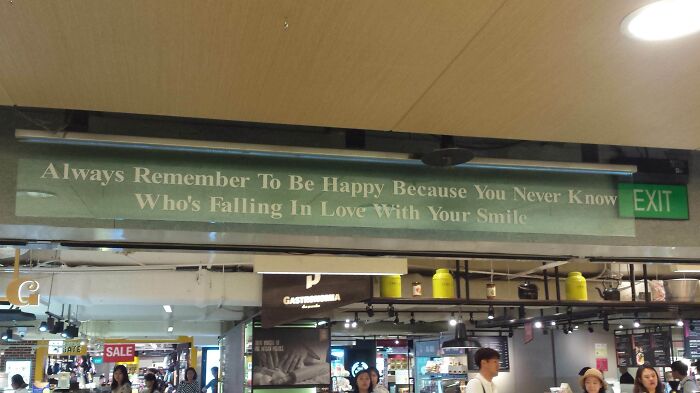 Always Remember To Be Happy Because You Never Know
Who's Falling In Love With Your Smile
EXIT
G
GASTRONOMIA
SALE